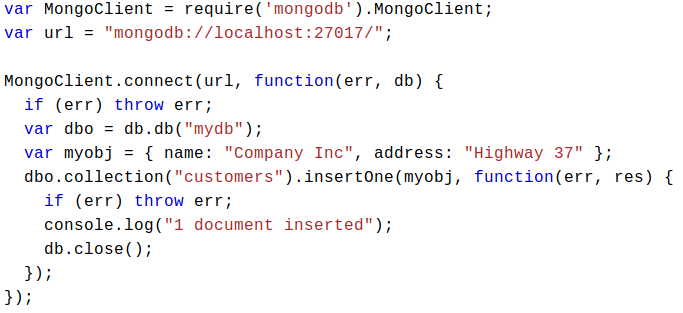 var MongoClient = require('mongodb').MongoClient;
var url = "mongodb://localhost:27017/";

MongoClient.connect(url, function(err, db) {
  if (err) throw err;
  var dbo = db.db("mydb");
  var myobj = { name: "Company Inc", address: "Highway 37" };
  dbo.collection("customers").insertOne(myobj, function(err, res) {
    if (err) throw err;
    console.log("1 document inserted");
    db.close();
  });
});